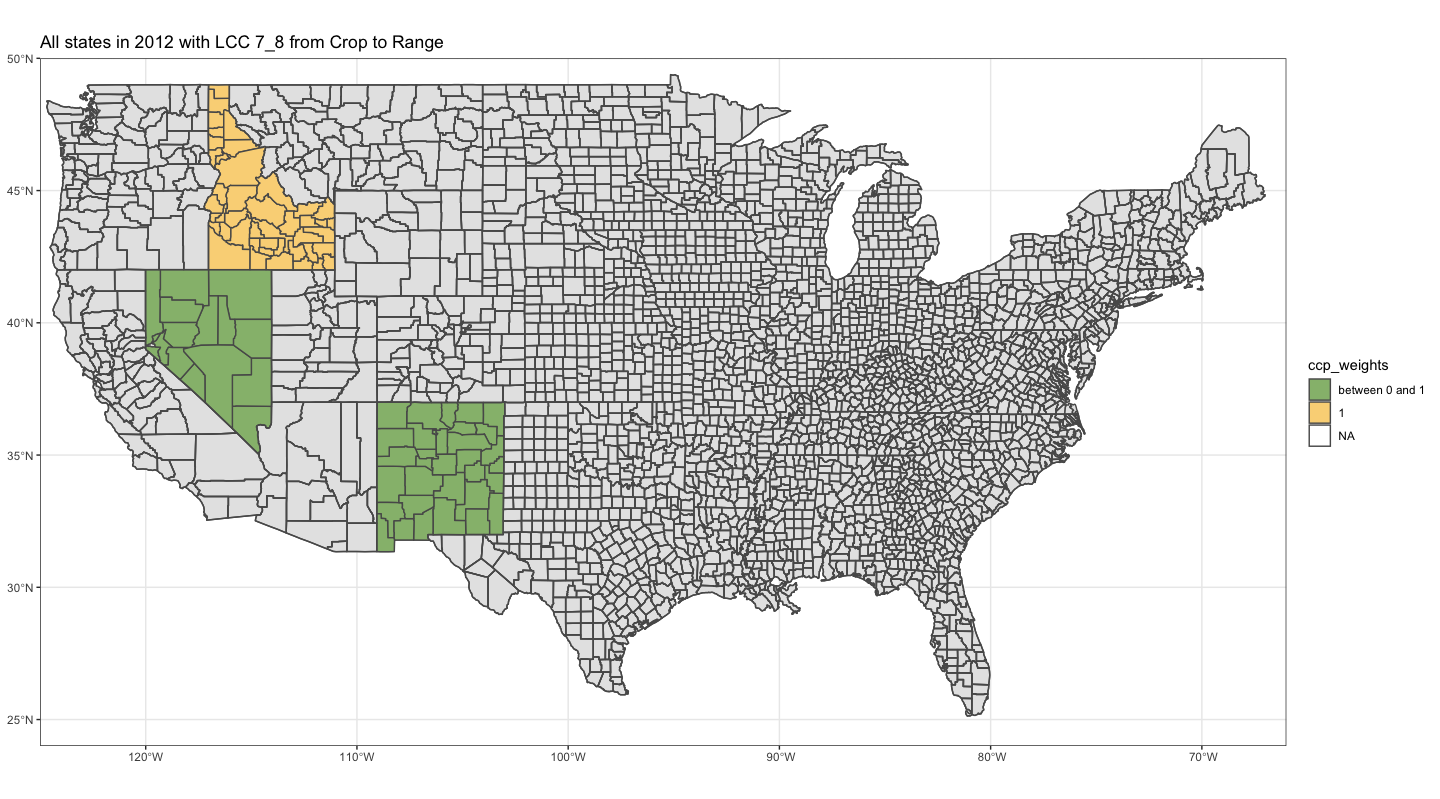 All states in 2012 with LCC 7_8 from Crop to Range
50°N
45°N
40°N
35°N
30°N
25°N
120°W
110°W
100°W
90°W
80°W
70°W
ccp_weights
between 0 and 1
1
NA